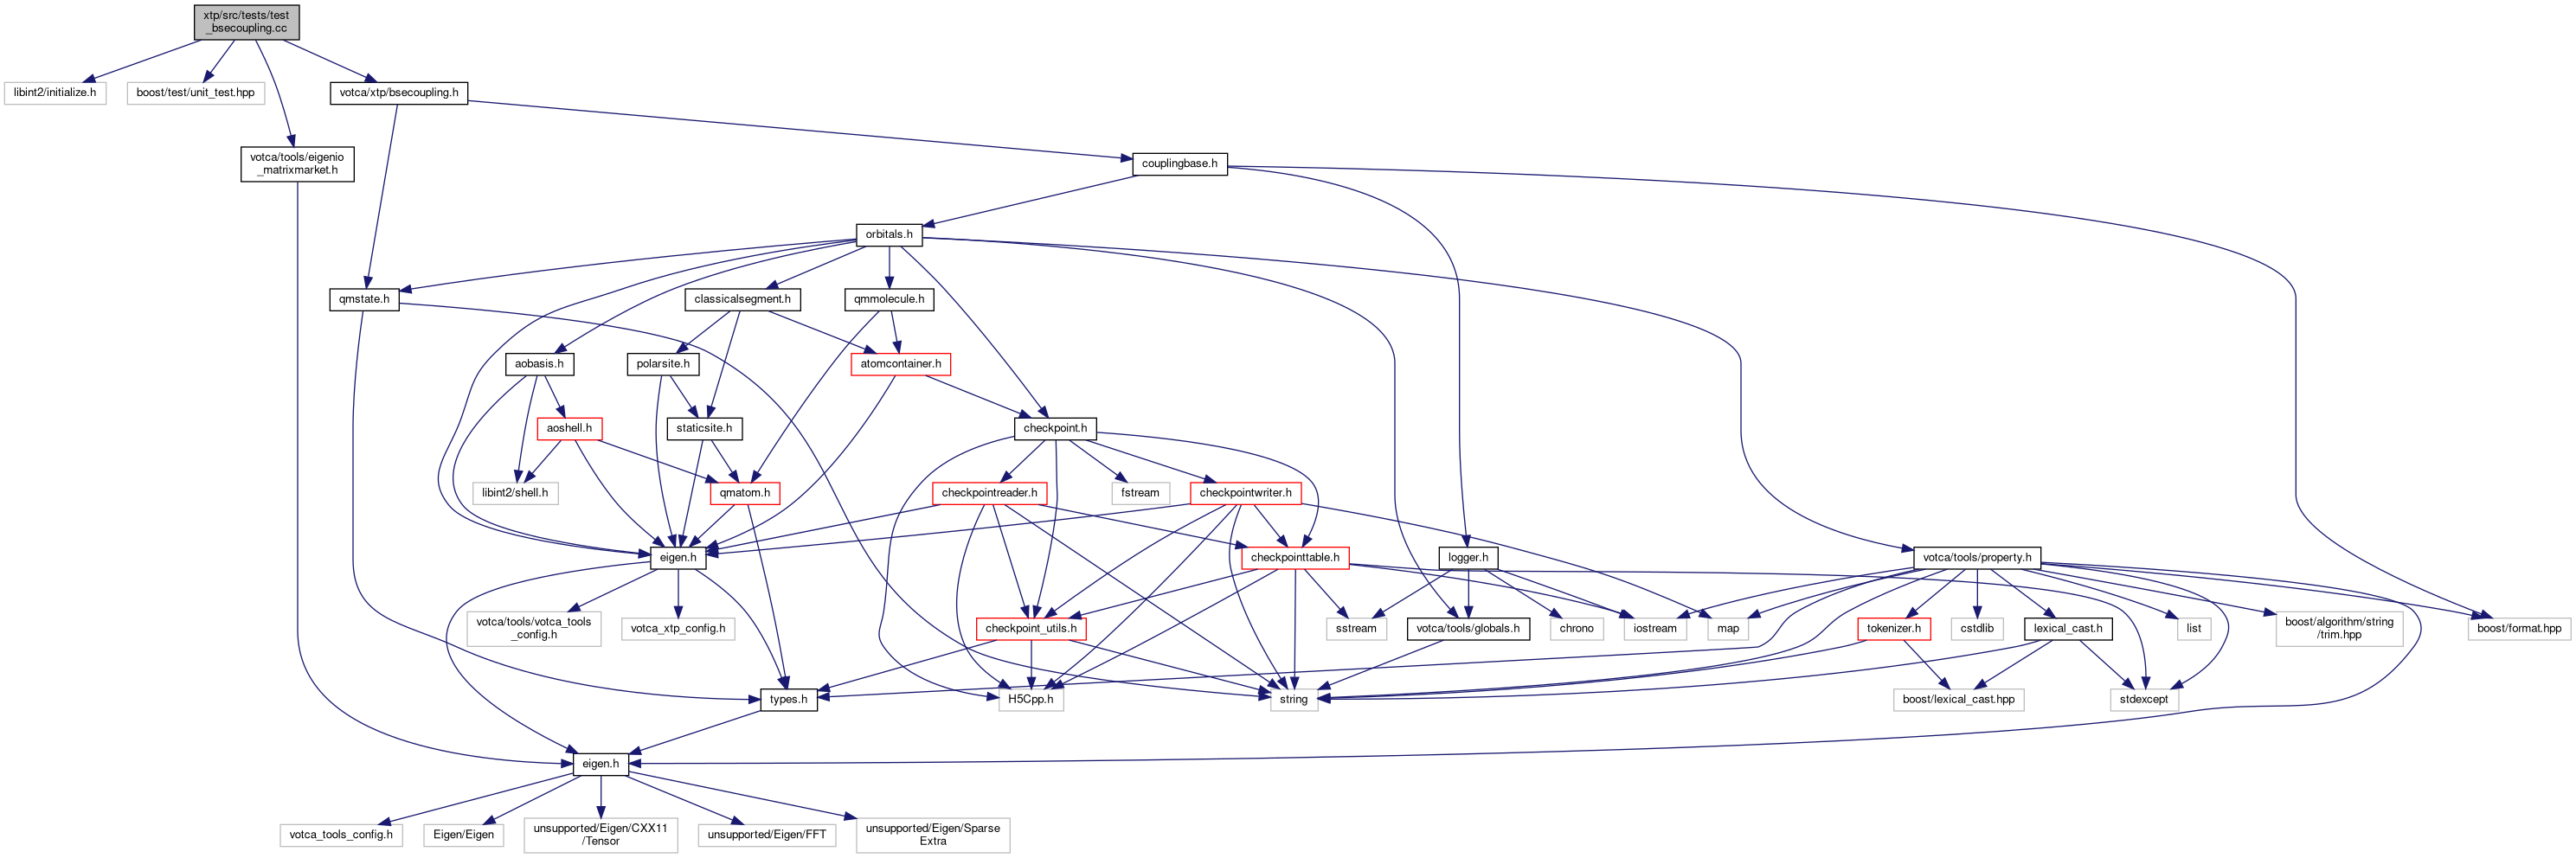 xtp/src/tests/test
_bsecoupling.cc
libint2/initialize.h
boost/test/unit_test.hpp
votca/xtp/bsecoupling.h
votca/tools/eigenio
_matrixmarket.h
couplingbase.h
orbitals.h
qmstate.h
classicalsegment.h
qmmolecule.h
aobasis.h
polarsite.h
atomcontainer.h
aoshell.h
staticsite.h
checkpoint.h
libint2/shell.h
qmatom.h
checkpointreader.h
fstream
checkpointwriter.h
eigen.h
checkpointtable.h
logger.h
votca/tools/property.h
votca/tools/votca_tools
_config.h
votca_xtp_config.h
checkpoint_utils.h
sstream
votca/tools/globals.h
chrono
iostream
map
tokenizer.h
cstdlib
lexical_cast.h
list
boost/algorithm/string
/trim.hpp
boost/format.hpp
types.h
H5Cpp.h
string
boost/lexical_cast.hpp
stdexcept
eigen.h
votca_tools_config.h
Eigen/Eigen
unsupported/Eigen/CXX11
/Tensor
unsupported/Eigen/FFT
unsupported/Eigen/Sparse
Extra